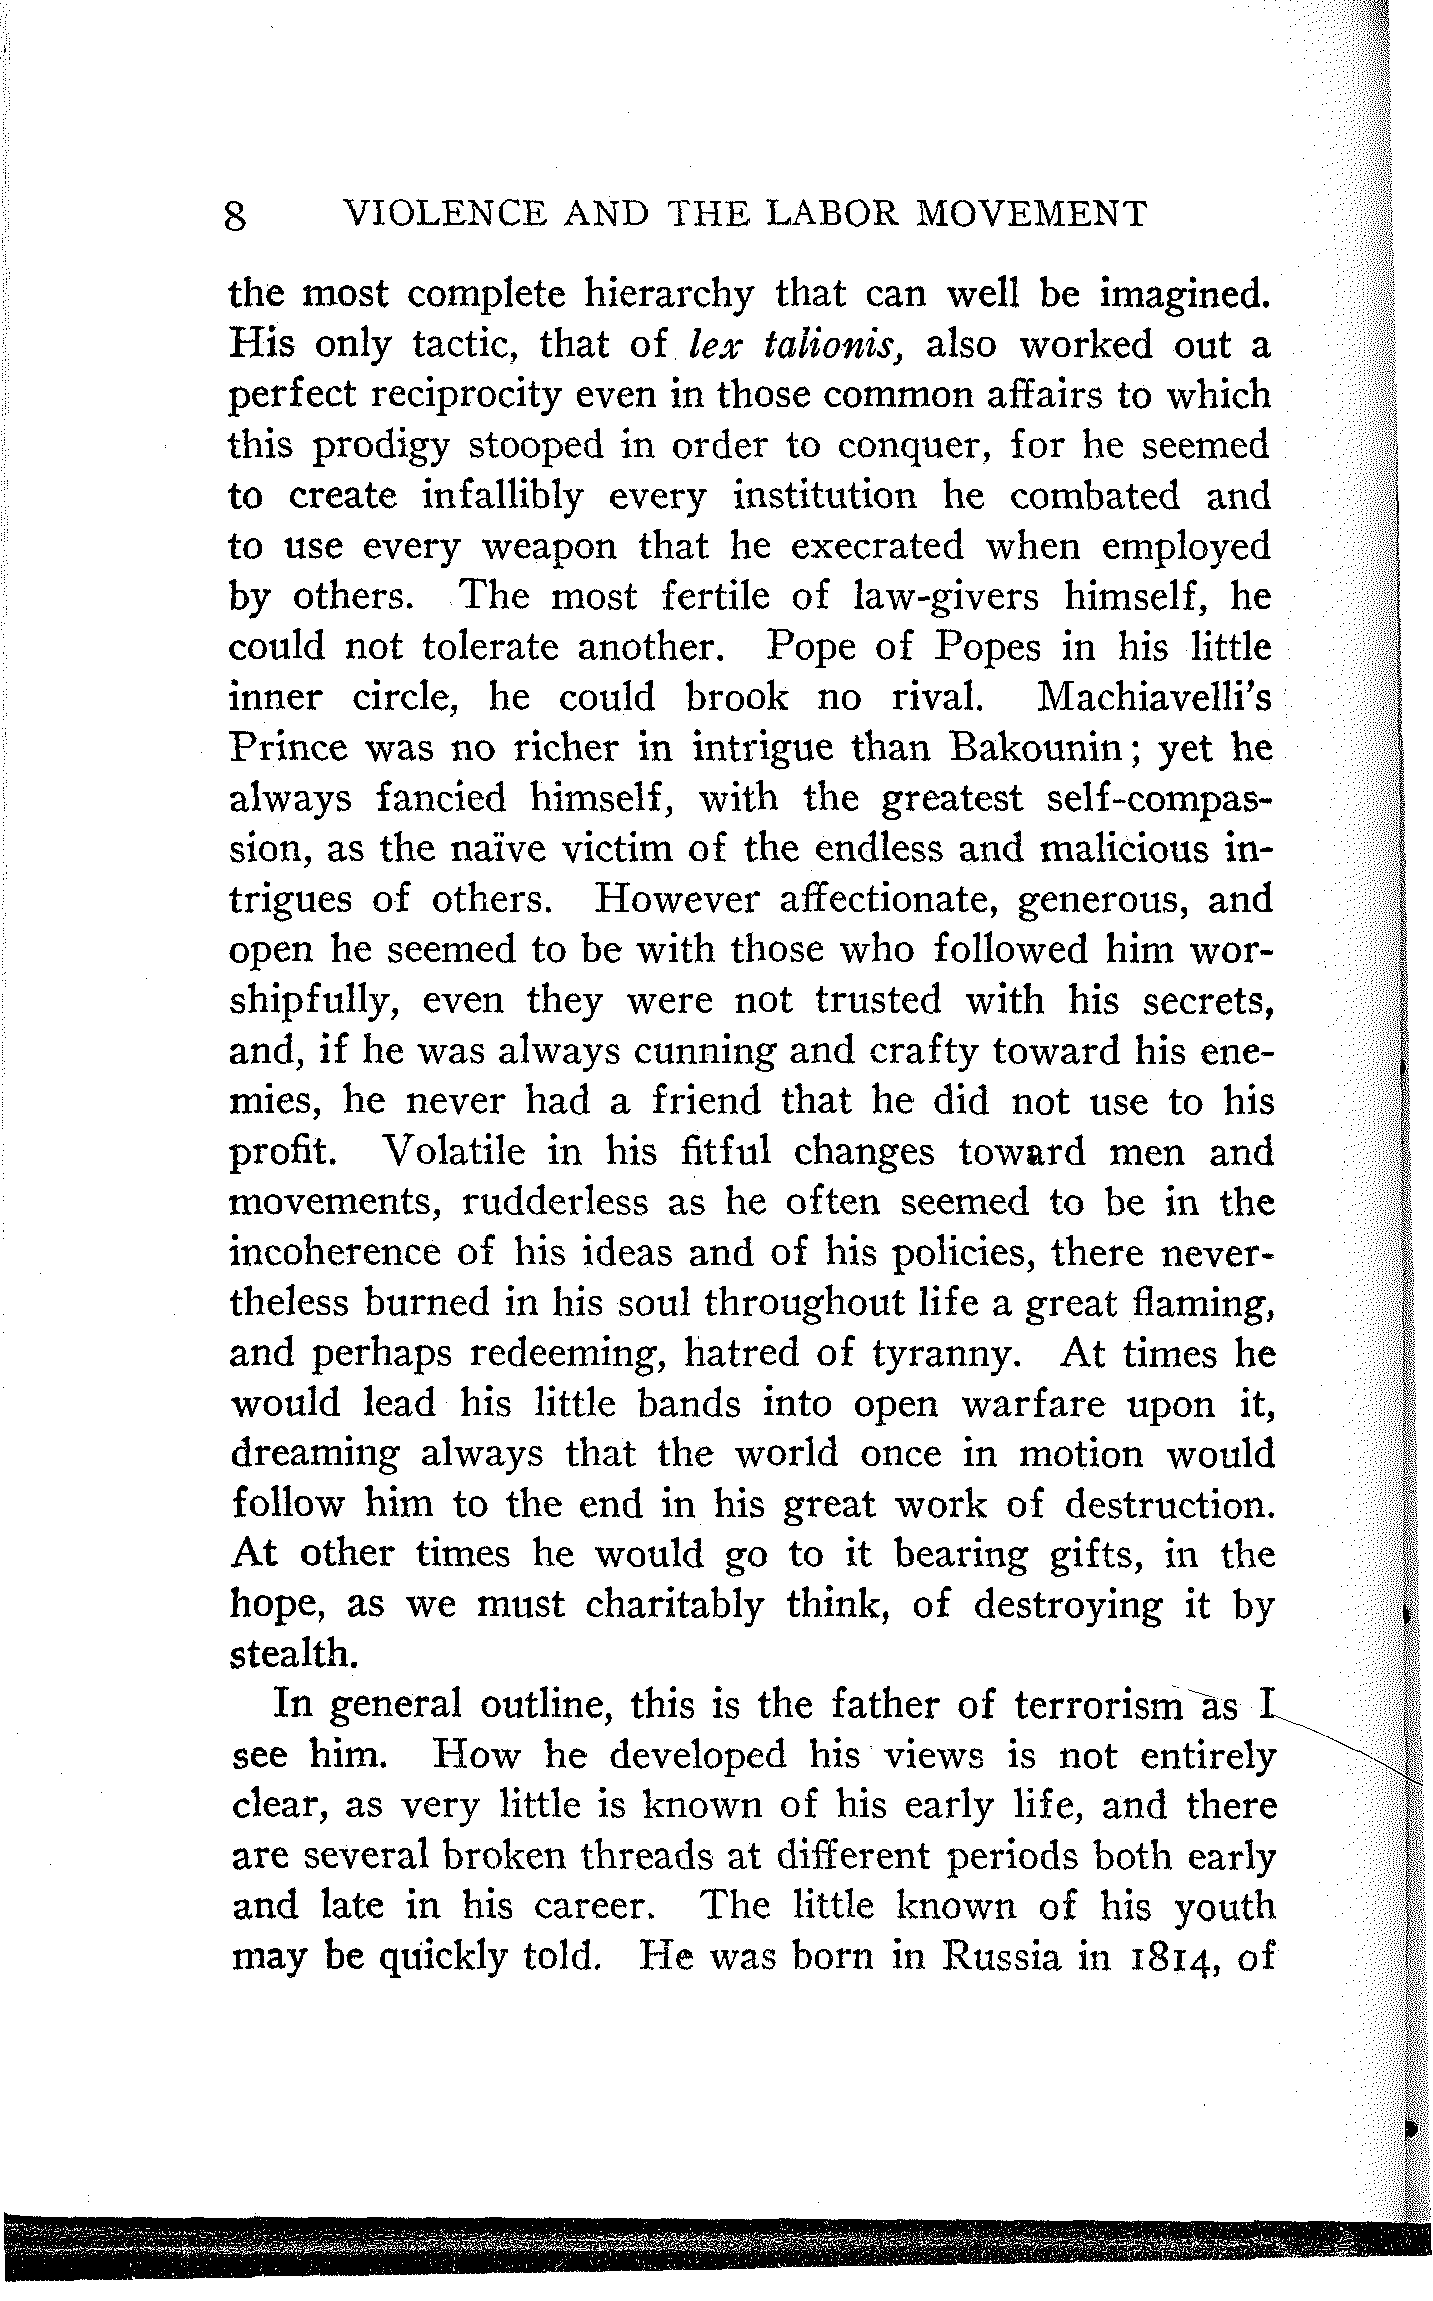 8 VIOLENCE AND THE LABOR MOVEMENT
the most complete hierarchy that can well be imagined.
His only tactic, that of lex talionis, also worked out a
perfect reciprocity even in those common affairs to which
this prodigy stooped in order to conquer, for he seemed
to create infallibly every institution he combated and
to use every weapon that he execrated when employed
by others. The most fertile of law-givers himself, he
could not tolerate another. Pope of Popes in his little
inner circle, he could brook no rival. Machiavelli's
Prince was no richer in intrigue than Bakounin; yet he
always fancied himself, with the greatest self-compas-
sion, as the naïve victim of the endless and malicious in-
trigues of others. However affectionate, generous, and
open he seemed to be with those who followed him wor-
shipfully, even they were not trusted with his secrets,
and, if he was always cunning and crafty toward his ene-
mies, he never had a friend that he did not use to his
profit. Volatile in his fitful changes toward men and
movements, rudderless as he often seemed to be in the
incoherence of his ideas and of his policies, there never-
theless burned in his soul throughout life a great flaming,
and perhaps redeeming, hatred of tyranny. At times he
would lead his little bands into open warfare upon it,
dreaming always that the world once in motion would
follow him to the end in his great work of destruction.
At other times he would go to it bearing gifts, in the
hope, as we must charitably think, of destroying it by
stealth.
In general outline, this is the father of terrorism as I
see him. How he developed his views is not entirely
clear, as very little is known of his early life, and there
are several broken threads at different periods both early
and late in his career. The little known of his youth
may be quickly told. He was born in Russia in 1814, of